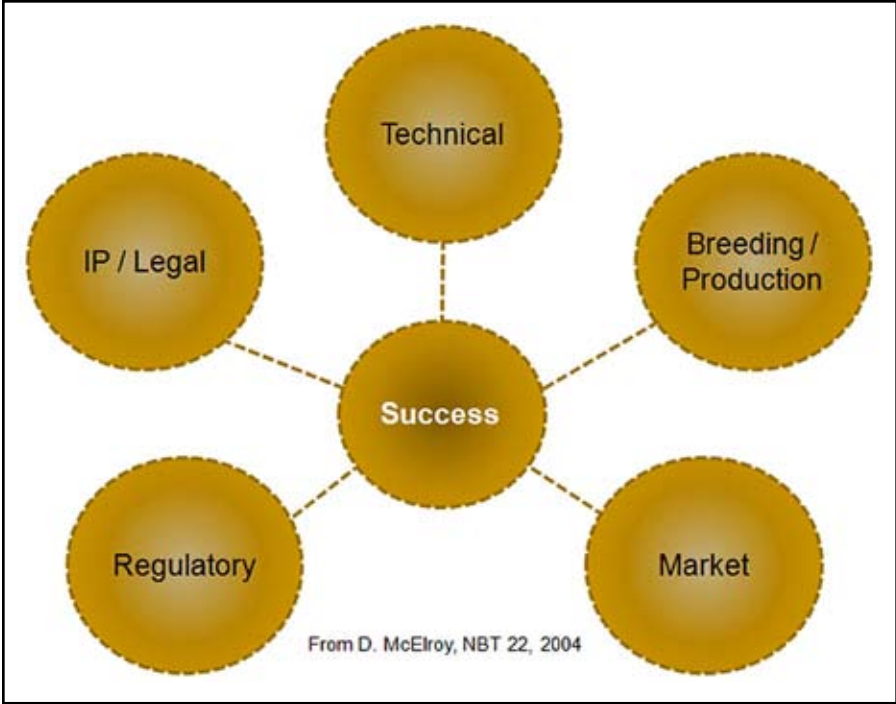 Technical
IP / Legal
Breeding /
Production
Success
Regulatory
Market
From D. McElroy, NBT 22, 2004